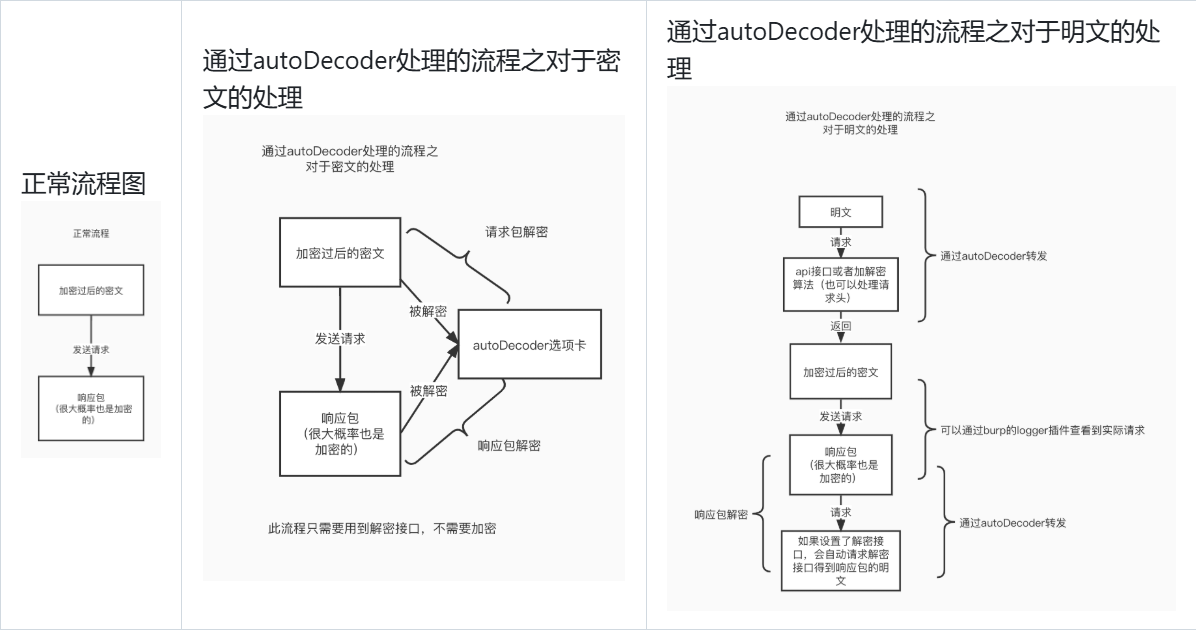 正常流程图
正常流程
加密过后的密文
发送请求
响应包
（很大概率也是加密
的）
通过autoDecoder处理的流程之对于密
文的处理
通过autoDecoder处理的流程之
对于密文的处理
请求包解密
加密过后的密文
被解密
发送请求
autoDecoder选项卡
被解密
响应包
（很大概率也是
加密的）
响应包解密
此流程只需要用到解密接口，不需要加密
通过autoDecoder处理的流程之对于明文的处
理
通过autoDecoder处理的流程之
对于明文的处理
明文
请求
通过autoDecoder转发
api接口或者加解密
算法（也可以处理请
求头）
返回
加密过后的密文
发送请求
可以通过burp的logger插件查看到实际请求
响应包
（很大概率也是
加密的）
请求
响应包解密
通过autoDecoder转发
如果设置了解密接
口，会自动请求解密
接口得到响应包的明
文